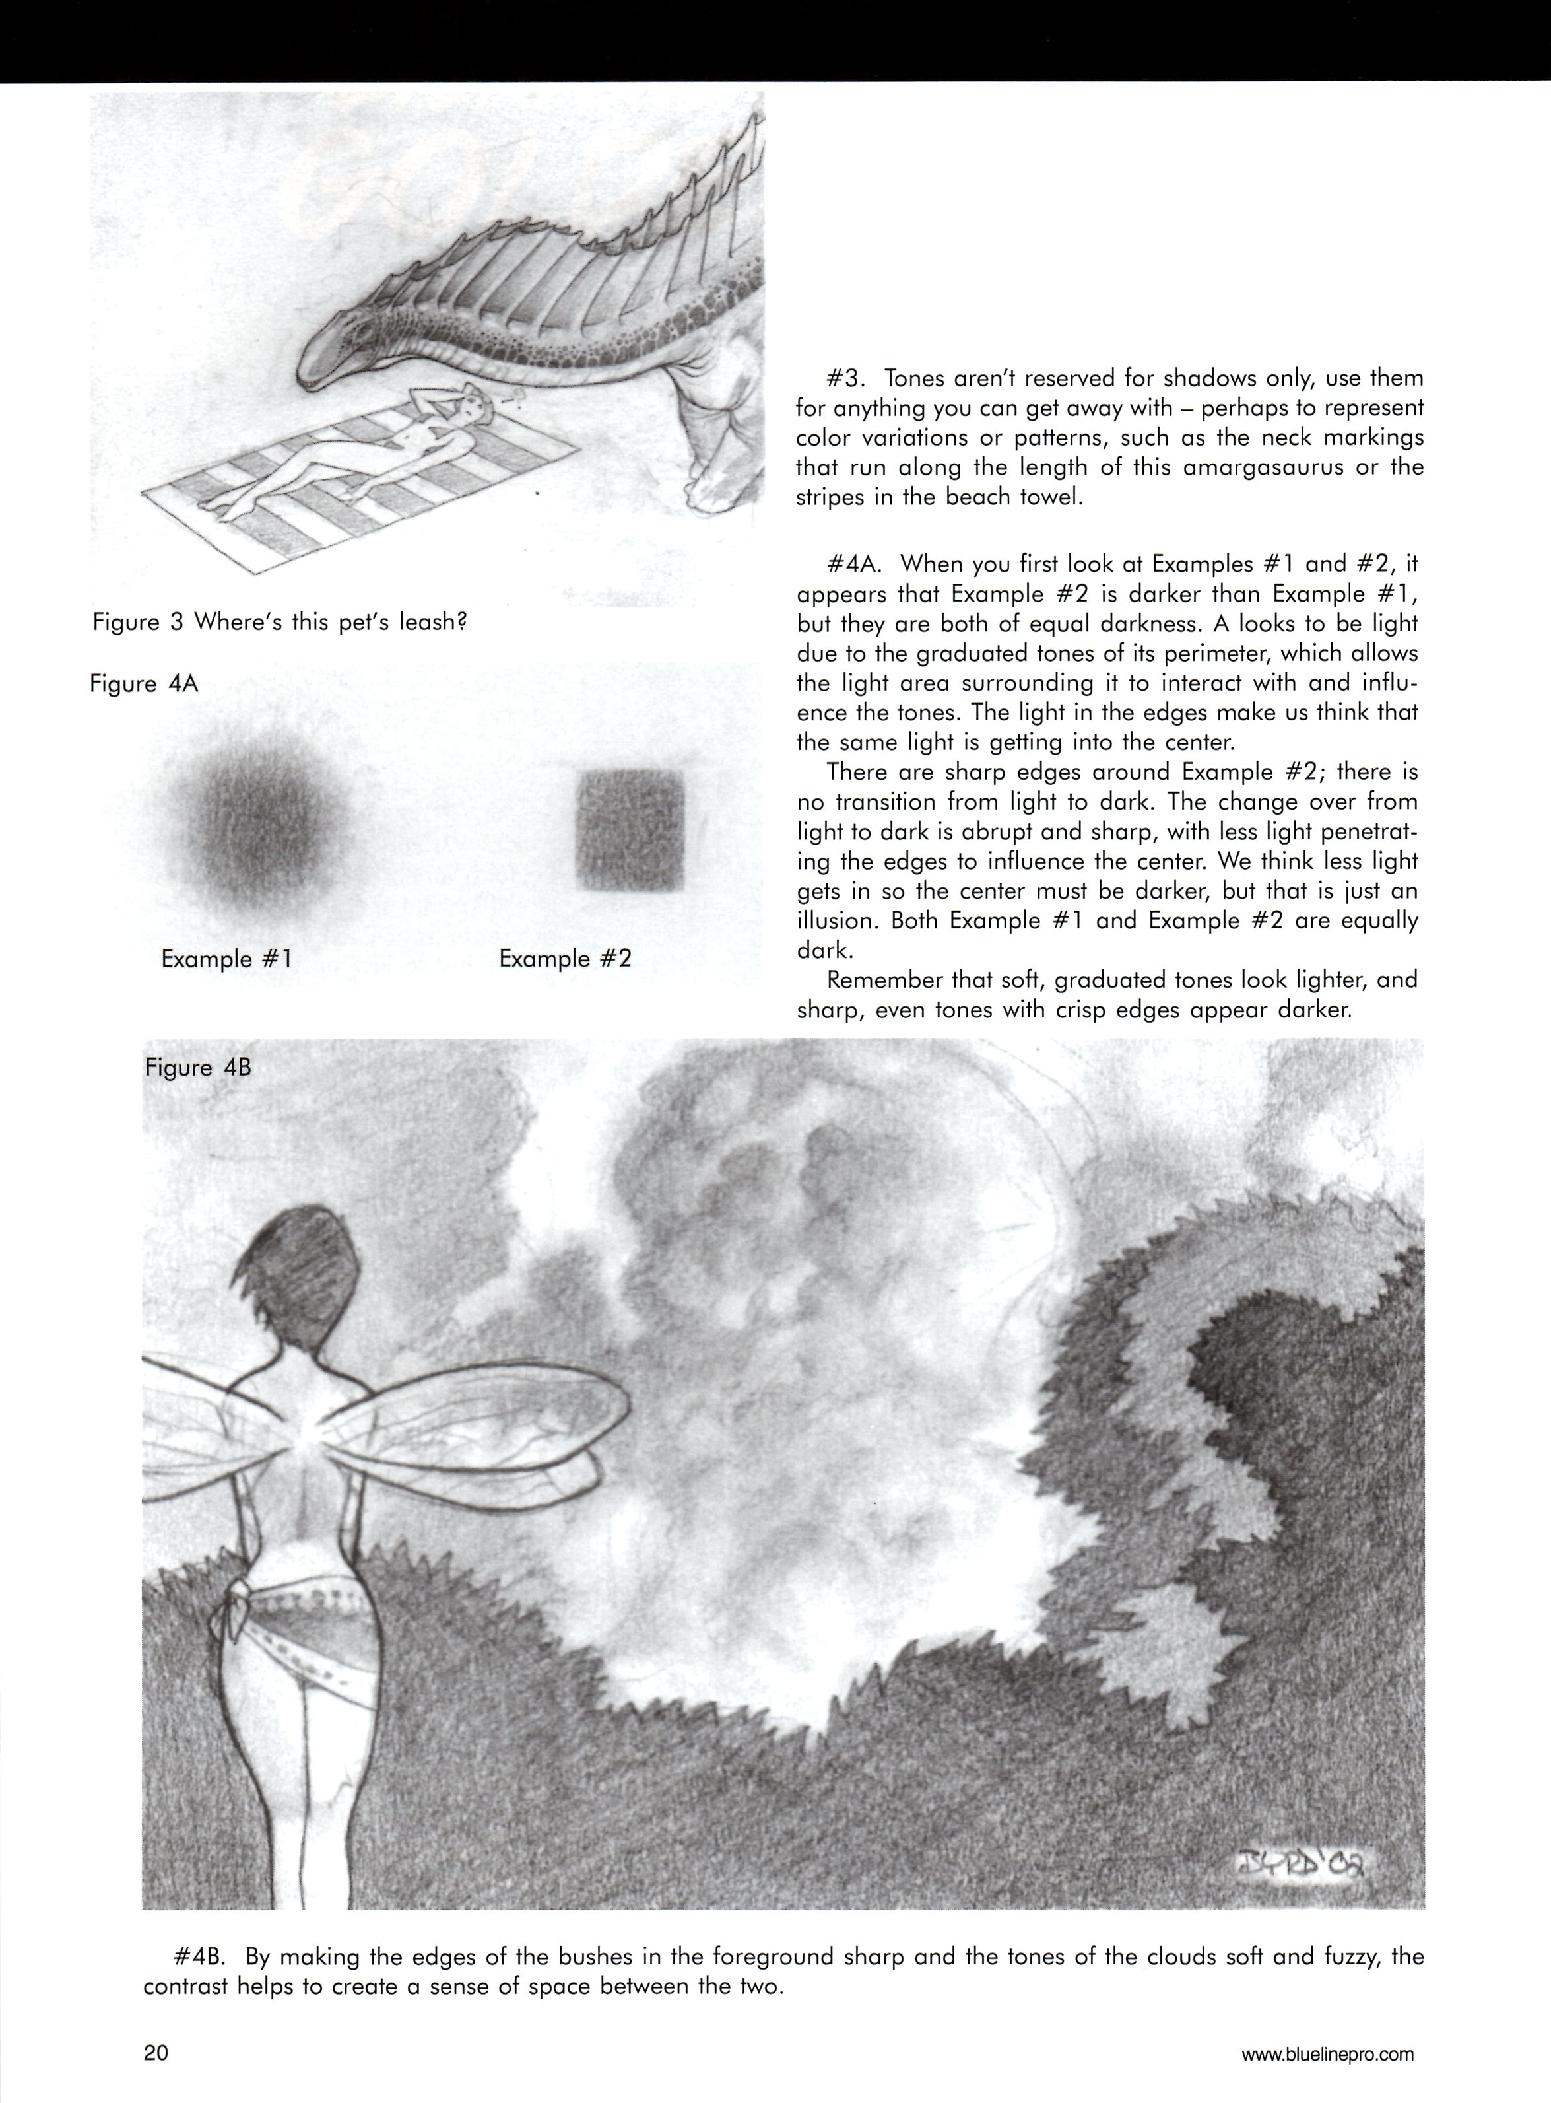 #3. Tones aren't reserved for shadows only, use them
for anything you can get away with – perhaps to represent
color variations or patterns, such as the neck markings
that run along the length of this amargasaurus or the
stripes in the beach towel.
Figure 3 Where's this pet's leash?
Figure 4A
Example #1
Example #2
#4A. When you first look at Examples #1 and #2, it
appears that Example #2 is darker than Example #1,
but they are both of equal darkness. A looks to be light
due to the graduated tones of its perimeter, which allows
the light area surrounding it to interact with and influ-
ence the tones. The light in the edges make us think that
the same light is getting into the center.
There are sharp edges around Example #2; there is
no transition from light to dark. The change over from
light to dark is abrupt and sharp, with less light penetrat-
ing the edges to influence the center. We think less light
gets in so the center must be darker, but that is just an
illusion. Both Example #1 and Example #2 are equally
dark.
Remember that soft, graduated tones look lighter, and
sharp, even tones with crisp edges appear darker.
Figure 4B
BYRD'02
#4B. By making the edges of the bushes in the foreground sharp and the tones of the clouds soft and fuzzy, the
contrast helps to create a sense of space between the two.
20
www.bluelinepro.com